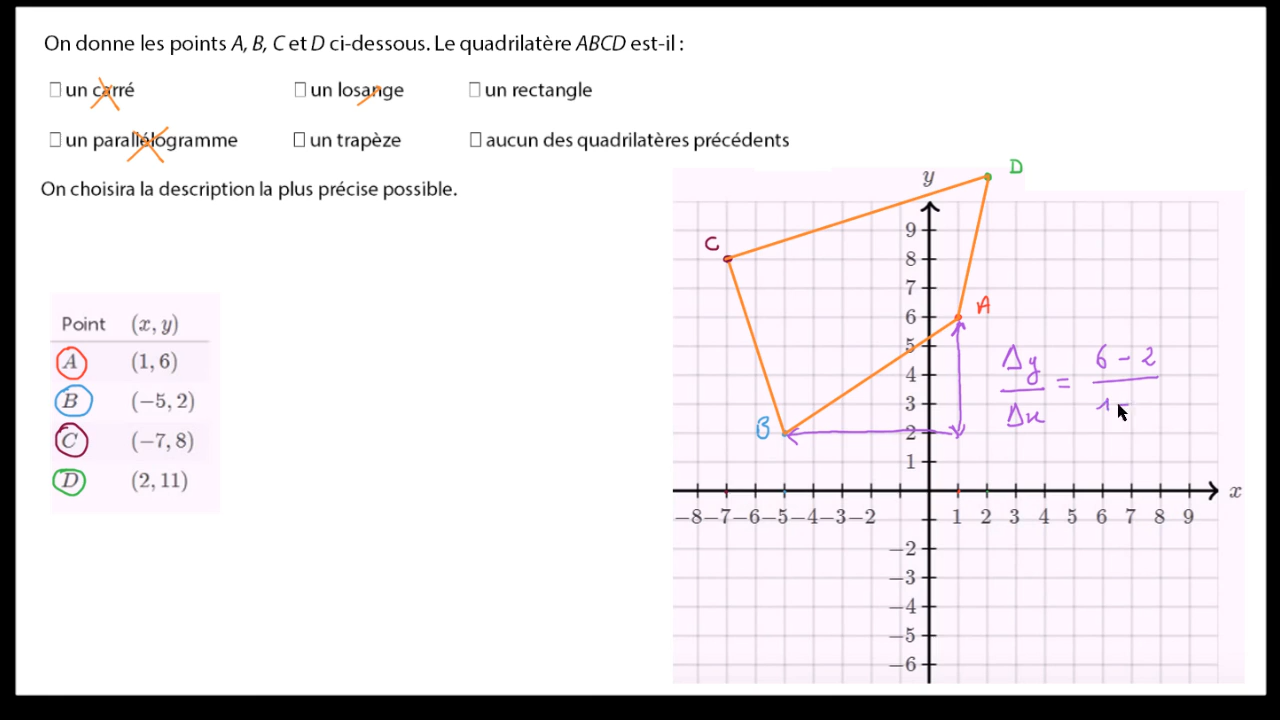 On donne les points A, B, C et D ci-dessous. Le quadrilatère ABCD est-il :
□ un carré □ un losange □ un rectangle
□ un parallélogramme □ un trapèze □ aucun des quadrilatères précédents
On choisira la description la plus précise possible.
Point (x, y)
A (1, 6)
B (−5, 2)
C (−7, 8)
D (2, 11)
D
y
C
9
8
7
6
A
5
4
3
B
2
1
Δy/Δx = 6 − 2/1 −
−8 −7 −6 −5 −4 −3 −2 1 2 3 4 5 6 7 8 9 x
−2
−3
−4
−5
−6